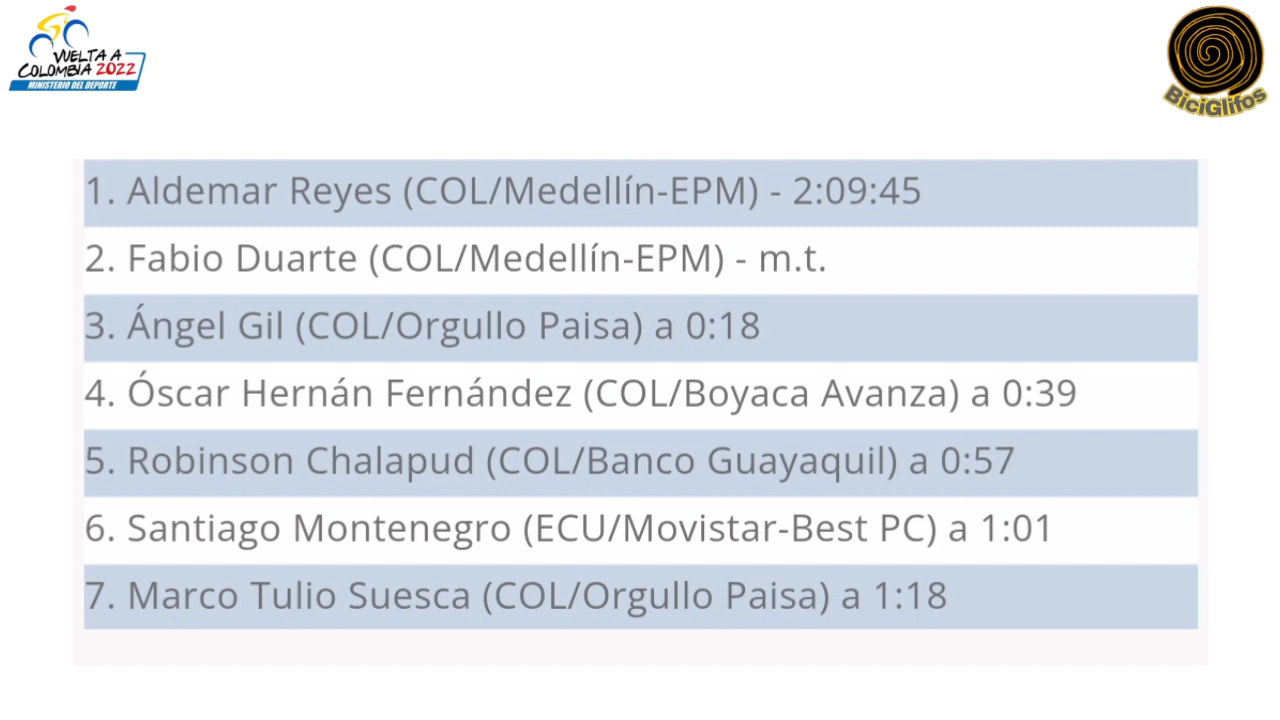 VUELTA A
COLOMBIA 2022
MINISTERIO DEL DEPORTE
BiciGlifos
1. Aldemar Reyes (COL/Medellín-EPM) - 2:09:45
2. Fabio Duarte (COL/Medellín-EPM) - m.t.
3. Ángel Gil (COL/Orgullo Paisa) a 0:18
4. Óscar Hernán Fernández (COL/Boyaca Avanza) a 0:39
5. Robinson Chalapud (COL/Banco Guayaquil) a 0:57
6. Santiago Montenegro (ECU/Movistar-Best PC) a 1:01
7. Marco Tulio Suesca (COL/Orgullo Paisa) a 1:18